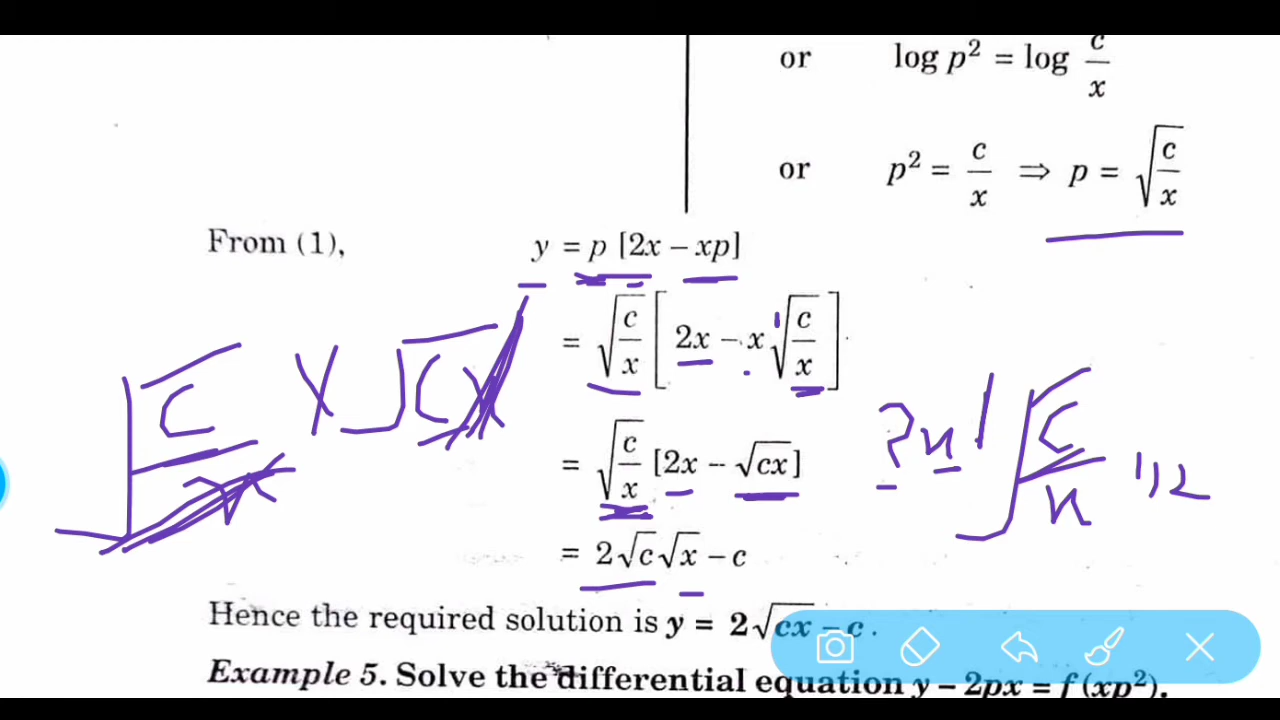 or log p² = log c/x
or p² = c/x ⇒ p = √(c/x)
From (1), y = p [2x – xp]
= √(c/x) [2x – x √(c/x)]
= √(c/x) [2x – √cx]
= 2√c√x – c
Hence the required solution is y = 2√cx – c .
Example 5. Solve the differential equation y – 2px = f (xp²).